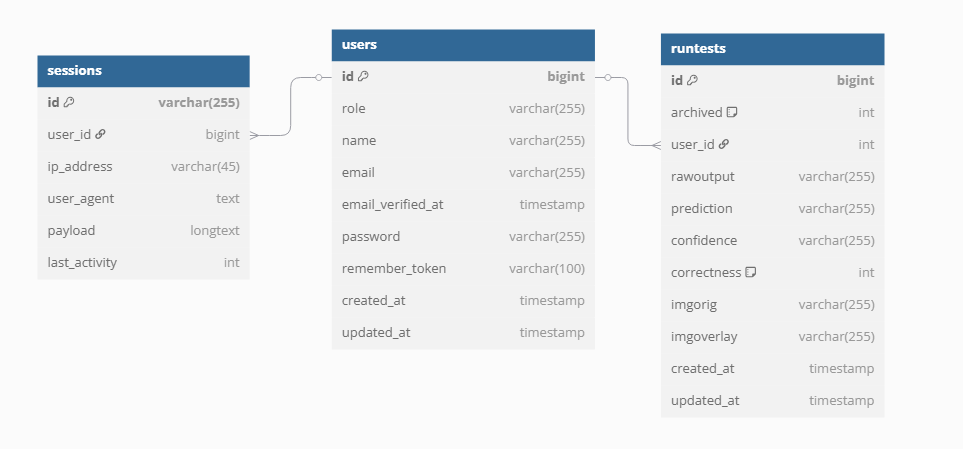 sessions
id varchar(255)
user_id bigint
ip_address varchar(45)
user_agent text
payload longtext
last_activity int
users
id bigint
role varchar(255)
name varchar(255)
email varchar(255)
email_verified_at timestamp
password varchar(255)
remember_token varchar(100)
created_at timestamp
updated_at timestamp
runtests
id bigint
archived int
user_id int
rawoutput varchar(255)
prediction varchar(255)
confidence varchar(255)
correctness int
imgorig varchar(255)
imgoverlay varchar(255)
created_at timestamp
updated_at timestamp